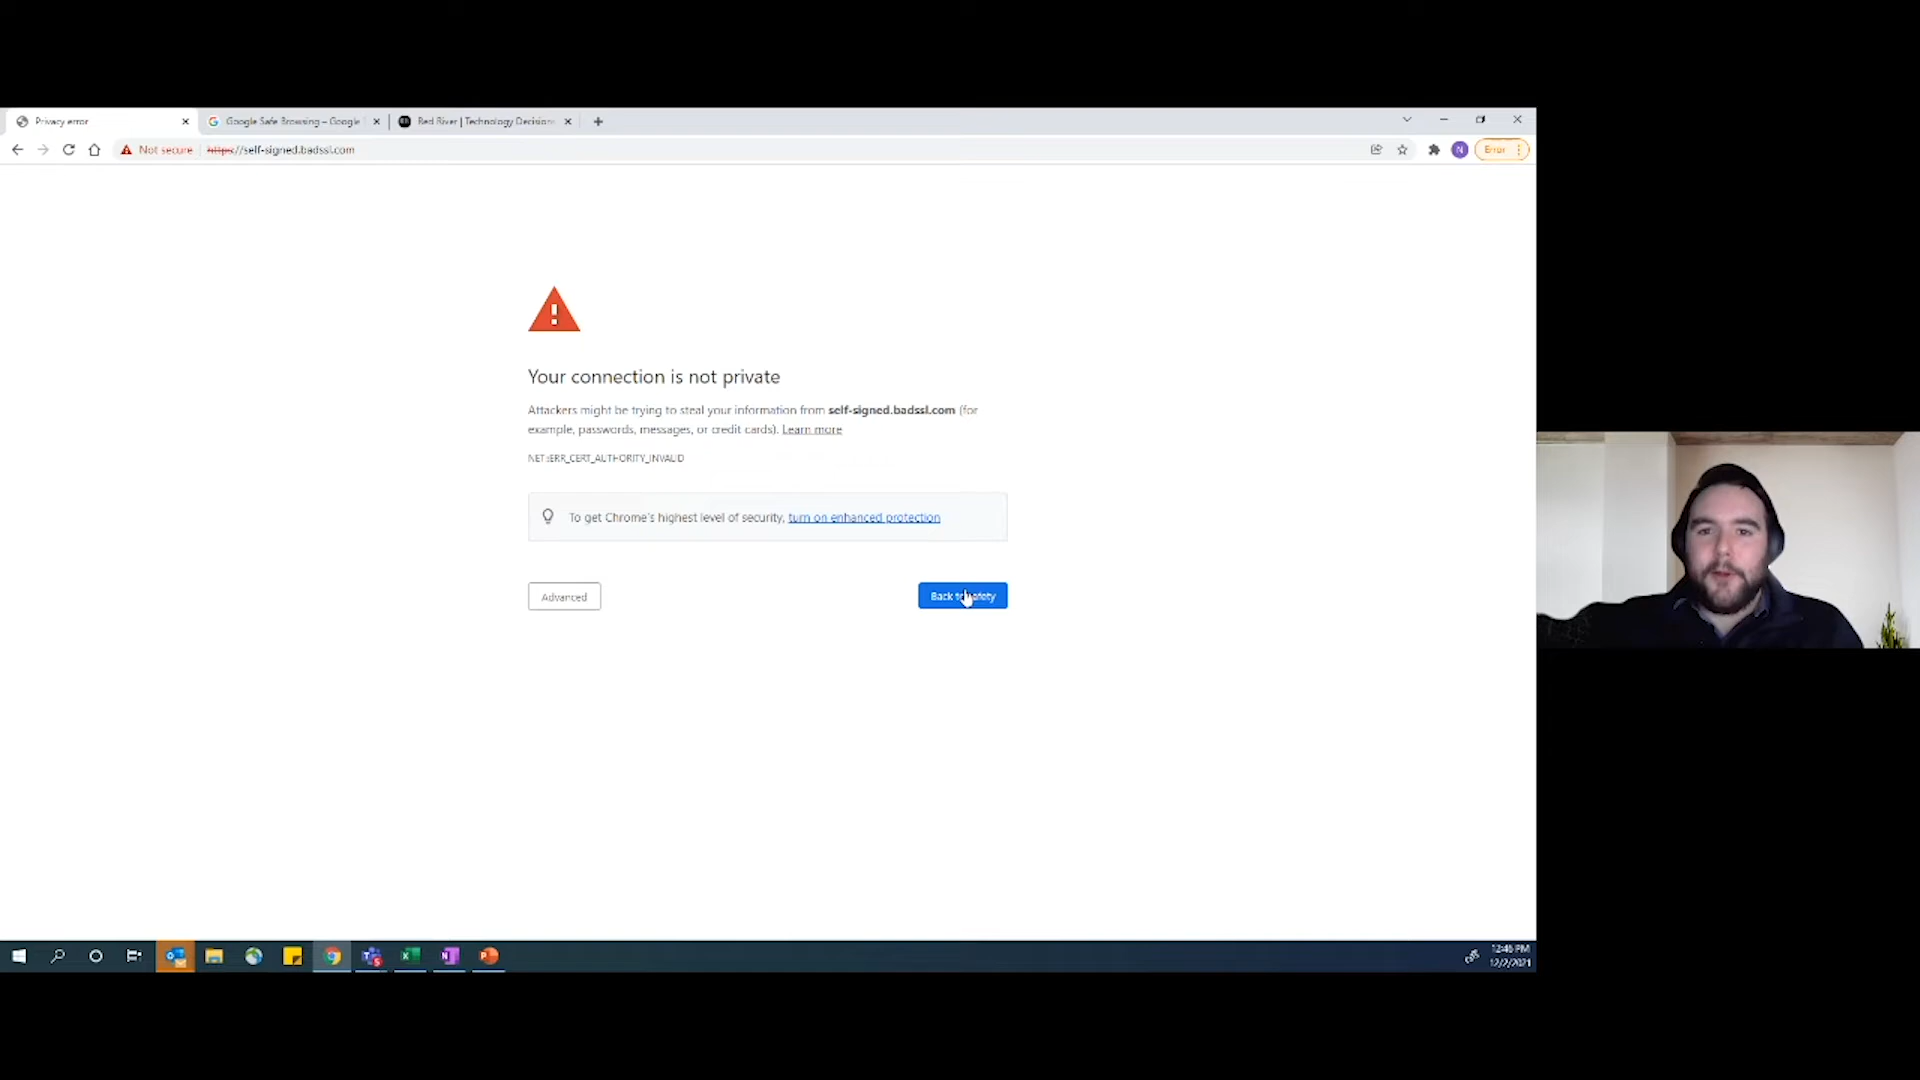 Privacy error
Google Safe Browsing – Google
Red River | Technology Decisions
Not secure
https://self-signed.badssl.com
N
Error
Your connection is not private
Attackers might be trying to steal your information from self-signed.badssl.com (for
example, passwords, messages, or credit cards). Learn more
NET::ERR_CERT_AUTHORITY_INVALID
To get Chrome's highest level of security, turn on enhanced protection
Advanced
Back to safety
12:46 PM
12/2/2021